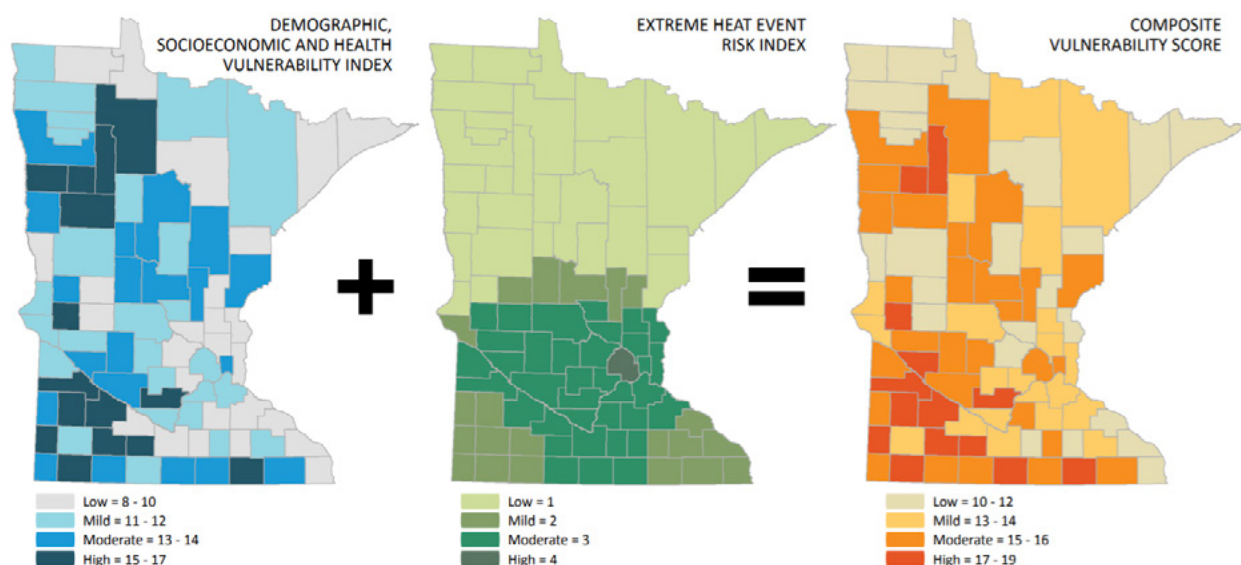 DEMOGRAPHIC,
SOCIOECONOMIC AND HEALTH
VULNERABILITY INDEX
EXTREME HEAT EVENT
RISK INDEX
COMPOSITE
VULNERABILITY SCORE
+
=
Low = 8 - 10
Mild = 11 - 12
Moderate = 13 - 14
High = 15 - 17
Low = 1
Mild = 2
Moderate = 3
High = 4
Low = 10 - 12
Mild = 13 - 14
Moderate = 15 - 16
High = 17 - 19